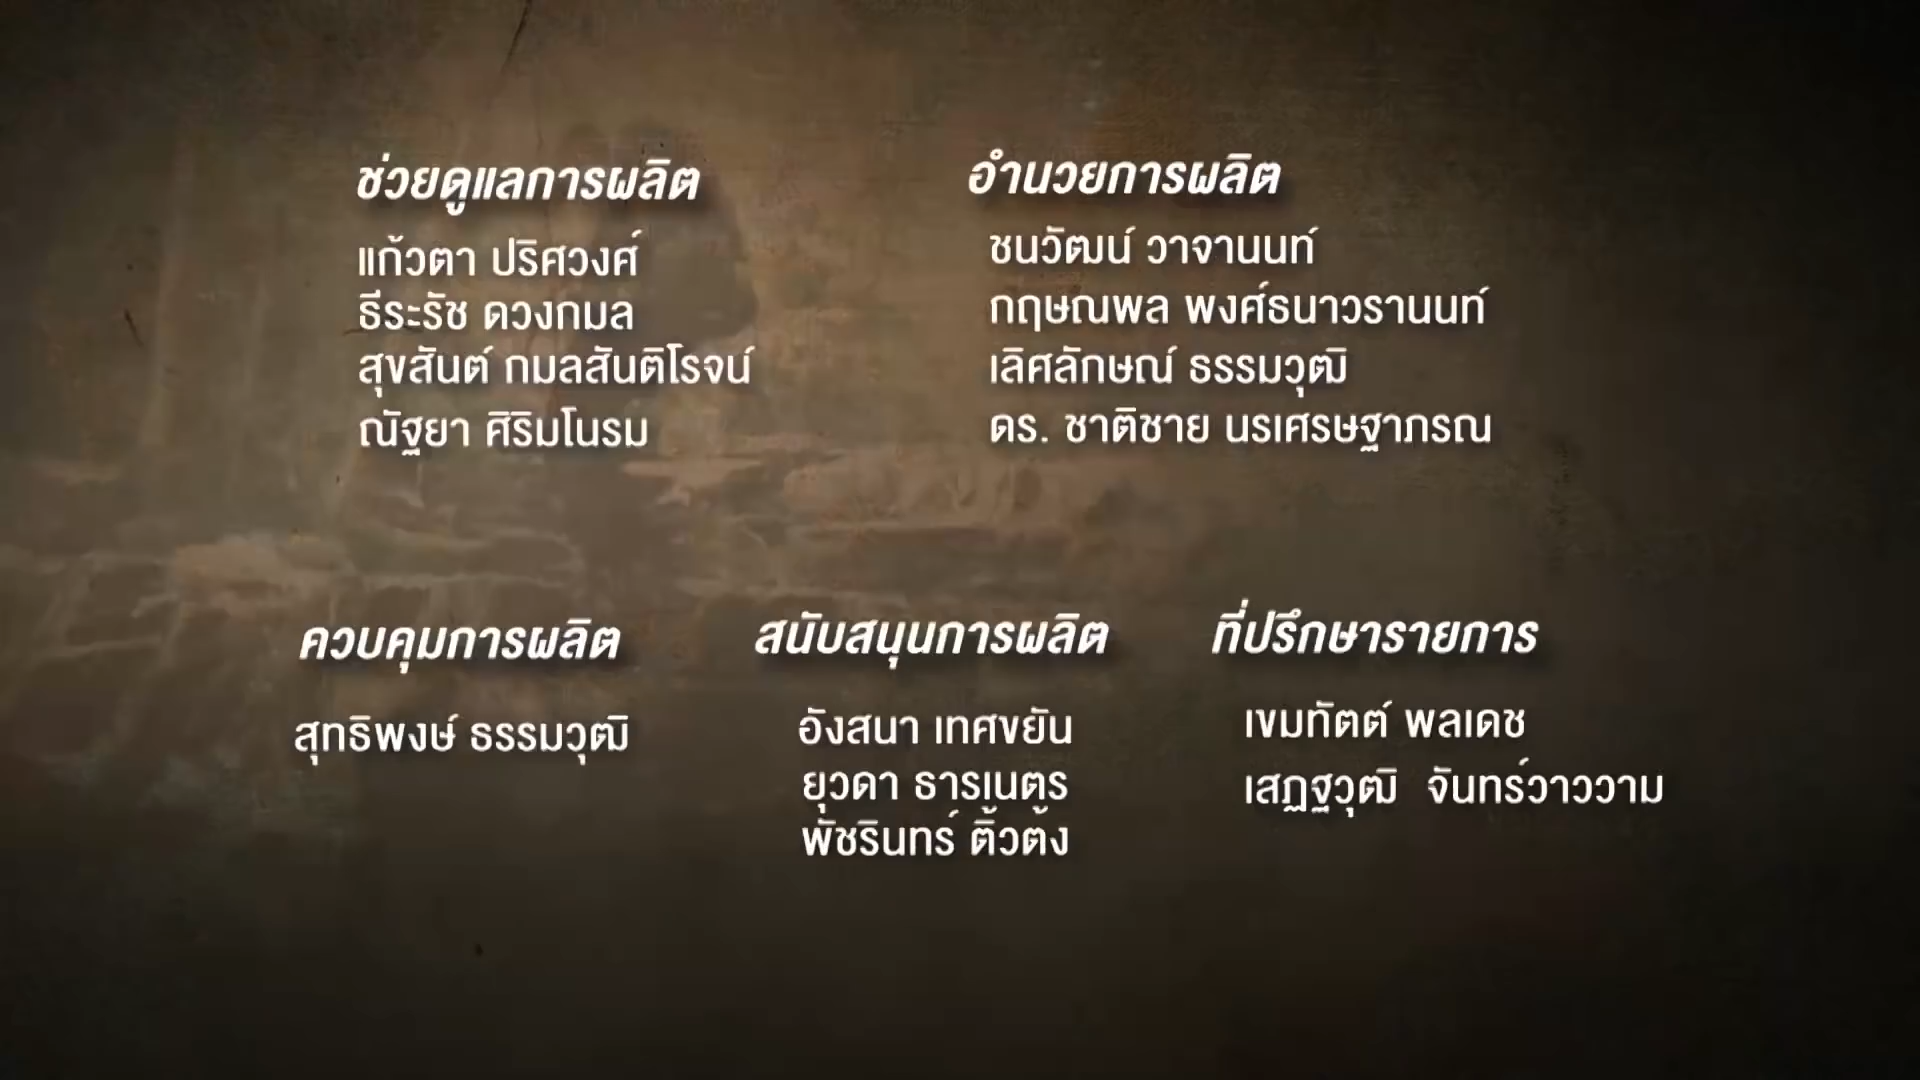 ช่วยดูแลการผลิต
แก้วตา ปริศวงศ์
ธีระรัช ดวงกมล
สุขสันต์ กมลสันติโรจน์
ณัฐยา ศิริมโนรม
อำนวยการผลิต
ชนวัฒน์ วาจานนท์
กฤษณพล พงศ์ธนาวรานนท์
เลิศลักษณ์ ธรรมวุฒิ
ดร. ชาติชาย นรเศรษฐาภรณ
ควบคุมการผลิต
สุทธิพงษ์ ธรรมวุฒิ
สนับสนุนการผลิต
อังสนา เทศขยัน
ยุวดา ธารเนตร
พัชรินทร์ ติ้วต้ง
ที่ปรึกษารายการ
เขมทัตต์ พลเดช
เสฏฐวุฒิ จันทร์วาววาม